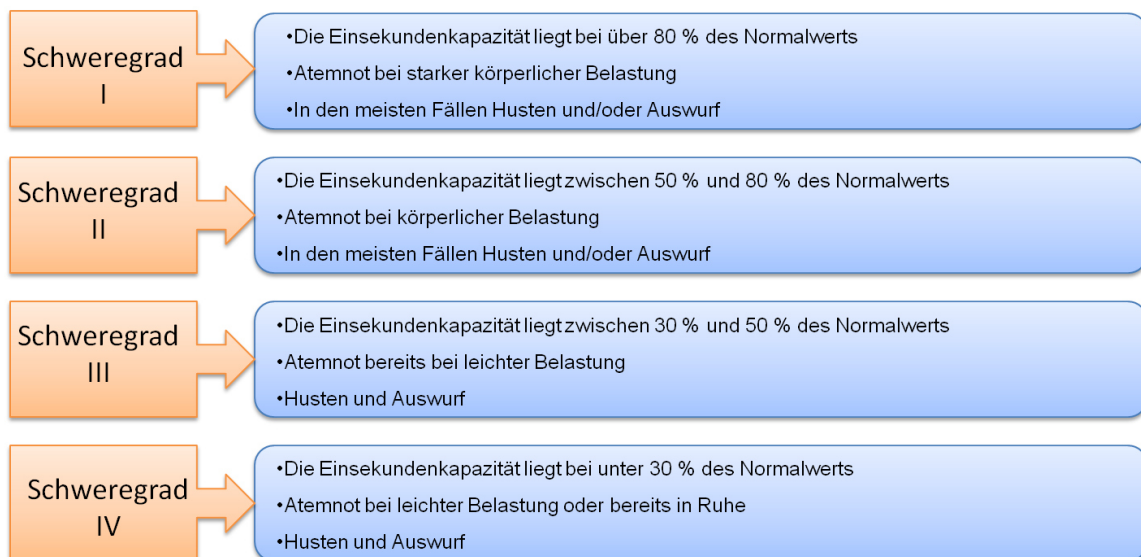 Schweregrad
I
•Die Einsekundenkapazität liegt bei über 80 % des Normalwerts
•Atemnot bei starker körperlicher Belastung
•In den meisten Fällen Husten und/oder Auswurf
Schweregrad
II
•Die Einsekundenkapazität liegt zwischen 50 % und 80 % des Normalwerts
•Atemnot bei körperlicher Belastung
•In den meisten Fällen Husten und/oder Auswurf
Schweregrad
III
•Die Einsekundenkapazität liegt zwischen 30 % und 50 % des Normalwerts
•Atemnot bereits bei leichter Belastung
•Husten und Auswurf
Schweregrad
IV
•Die Einsekundenkapazität liegt bei unter 30 % des Normalwerts
•Atemnot bei leichter Belastung oder bereits in Ruhe
•Husten und Auswurf